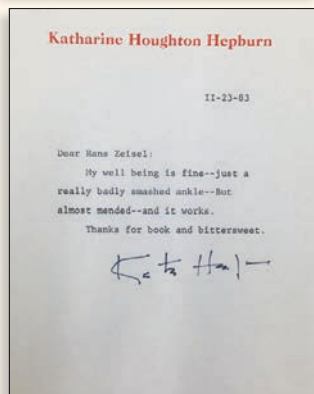 Katharine Houghton Hepburn
II-23-83
Dear Hans Zeisel:
My well being is fine--just a
really badly smashed ankle--But
almost mended--and it works.
Thanks for book and bittersweet.